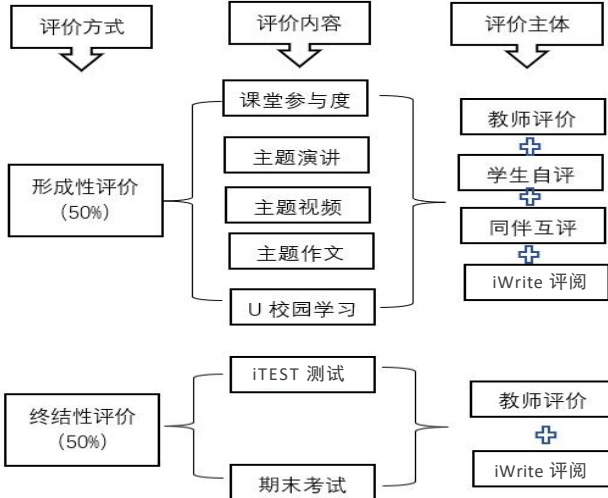 评价方式
评价内容
评价主体
课堂参与度
主题演讲
主题视频
主题作文
U 校园学习
形成性评价
（50%）
教师评价
学生自评
同伴互评
iWrite 评阅
iTEST 测试
期末考试
终结性评价
（50%）
教师评价
iWrite 评阅